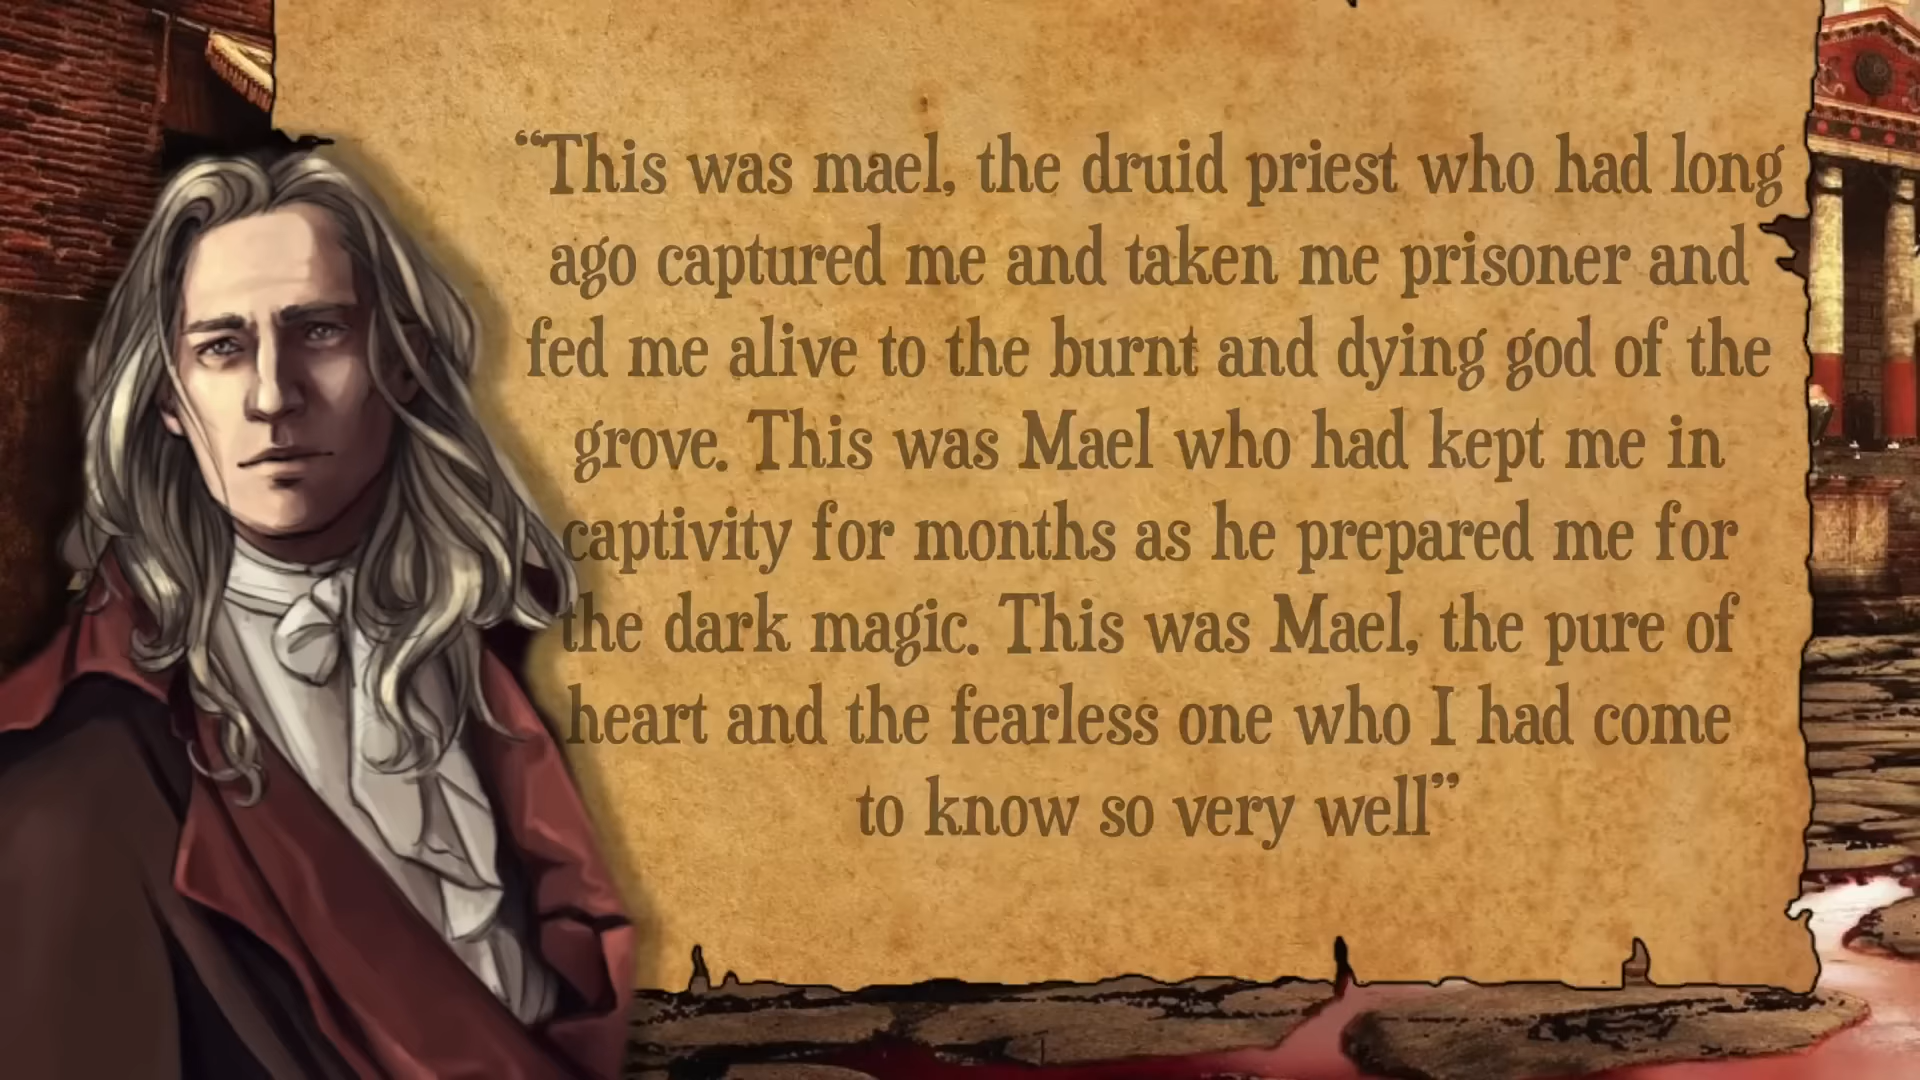 “This was mael, the druid priest who had long
ago captured me and taken me prisoner and
fed me alive to the burnt and dying god of the
grove. This was Mael who had kept me in
captivity for months as he prepared me for
the dark magic. This was Mael, the pure of
heart and the fearless one who I had come
to know so very well”